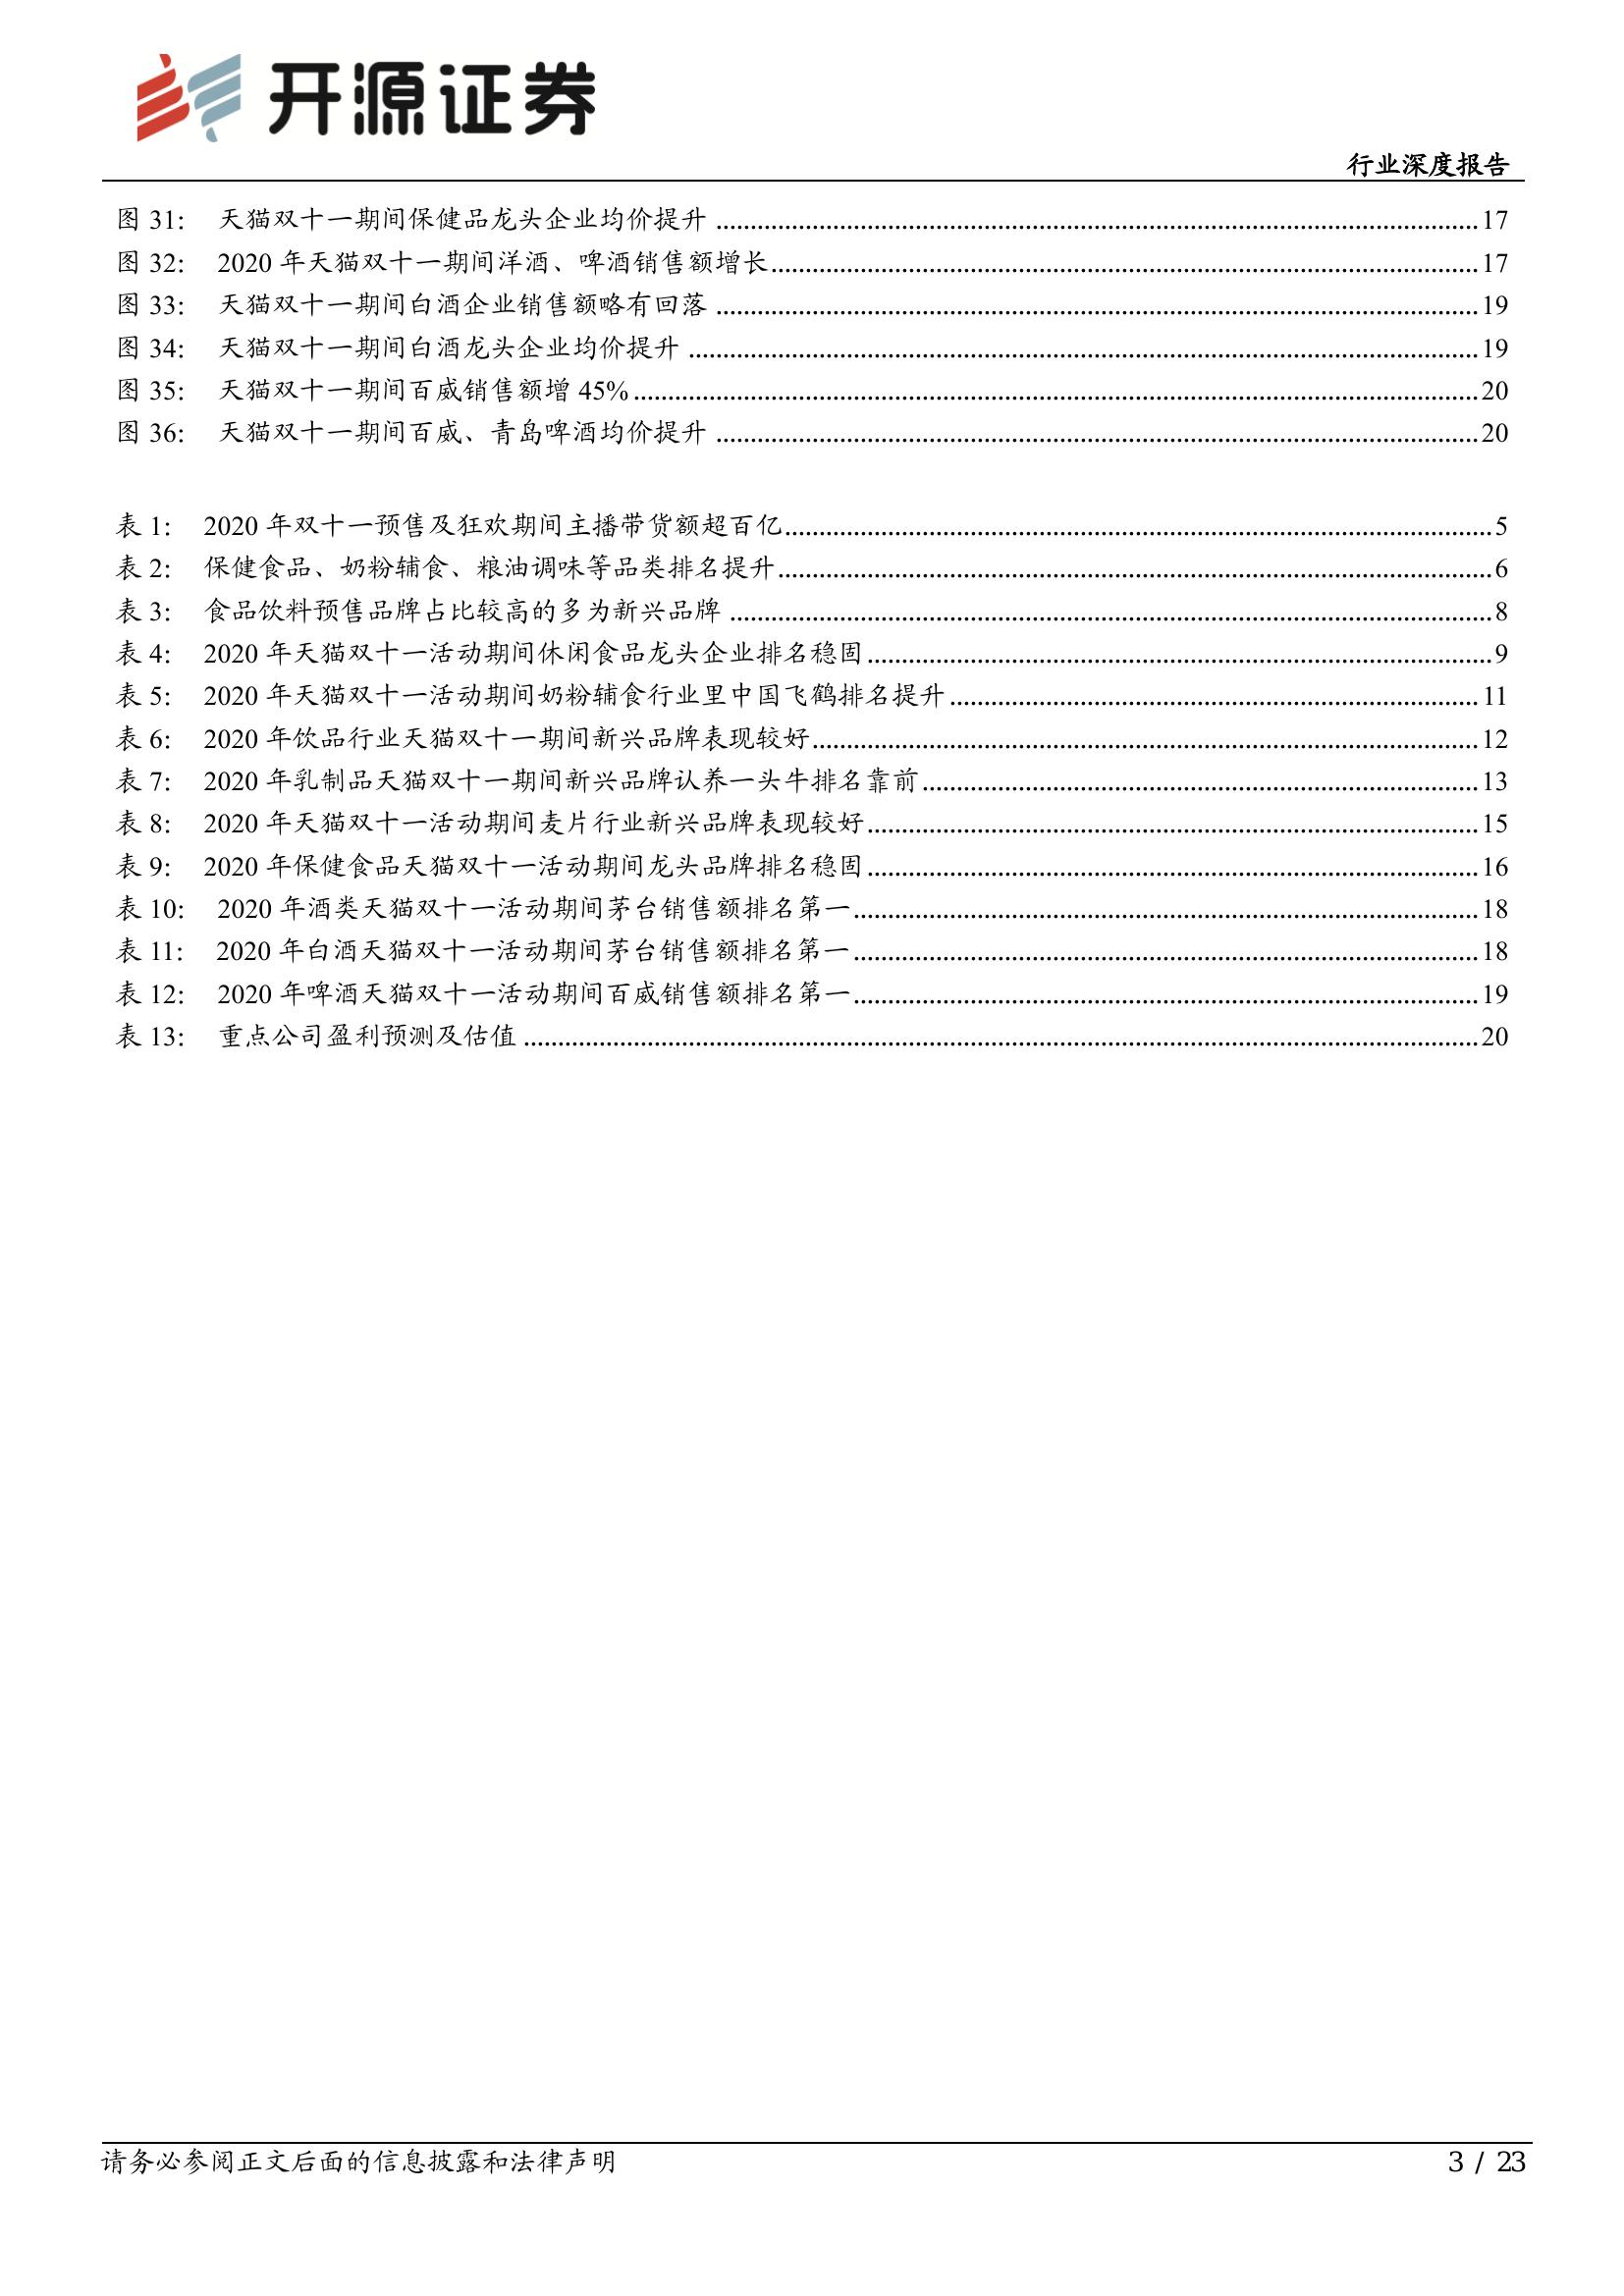 开源证券
行业深度报告
图 31: 天猫双十一期间保健品龙头企业均价提升 ........ 17
图 32: 2020 年天猫双十一期间洋酒、啤酒销售额增长 ........ 17
图 33: 天猫双十一期间白酒企业销售额略有回落 ........ 19
图 34: 天猫双十一期间白酒龙头企业均价提升 ........ 19
图 35: 天猫双十一期间百威销售额增 45% ........ 20
图 36: 天猫双十一期间百威、青岛啤酒均价提升 ........ 20
表 1: 2020 年双十一预售及狂欢期间主播带货额超百亿 ........ 5
表 2: 保健食品、奶粉辅食、粮油调味等品类排名提升 ........ 6
表 3: 食品饮料预售品牌占比较高的多为新兴品牌 ........ 8
表 4: 2020 年天猫双十一活动期间休闲食品龙头企业排名稳固 ........ 9
表 5: 2020 年天猫双十一活动期间奶粉辅食行业里中国飞鹤排名提升 ........ 11
表 6: 2020 年饮品行业天猫双十一期间新兴品牌表现较好 ........ 12
表 7: 2020 年乳制品天猫双十一期间新兴品牌认养一头牛排名靠前 ........ 13
表 8: 2020 年天猫双十一活动期间麦片行业新兴品牌表现较好 ........ 15
表 9: 2020 年保健食品天猫双十一活动期间龙头品牌排名稳固 ........ 16
表 10: 2020 年酒类天猫双十一活动期间茅台销售额排名第一 ........ 18
表 11: 2020 年白酒天猫双十一活动期间茅台销售额排名第一 ........ 18
表 12: 2020 年啤酒天猫双十一活动期间百威销售额排名第一 ........ 19
表 13: 重点公司盈利预测及估值 ........ 20
请务必参阅正文后面的信息披露和法律声明 3 / 23